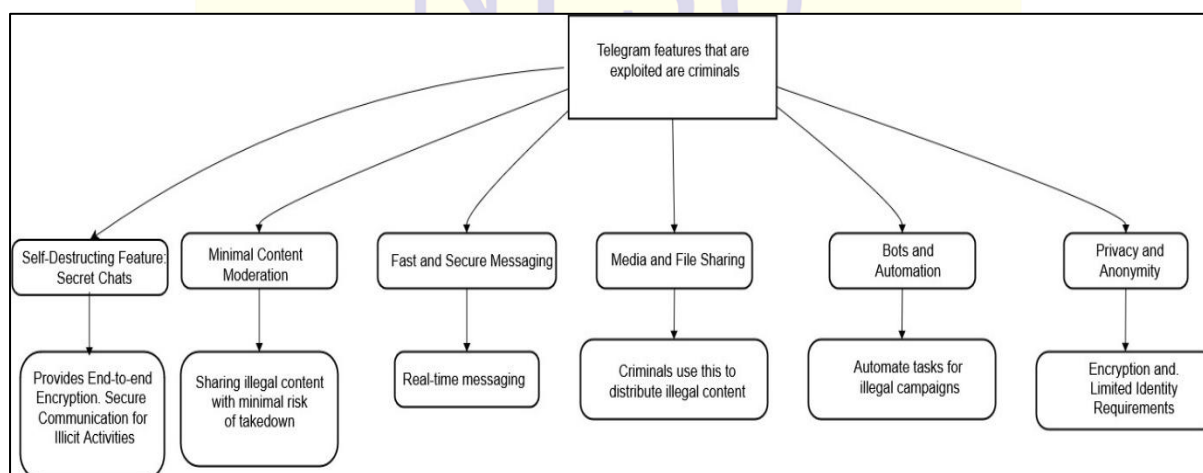 Telegram features that are
exploited are criminals
Self-Destructing Feature:
Secret Chats
Minimal Content
Moderation
Fast and Secure Messaging
Media and File Sharing
Bots and
Automation
Privacy and
Anonymity
Provides End-to-end
Encryption. Secure
Communication for
Illicit Activities
Sharing illegal content
with minimal risk
of takedown
Real-time messaging
Criminals use this to
distribute illegal content
Automate tasks for
illegal campaigns
Encryption and.
Limited Identity
Requirements